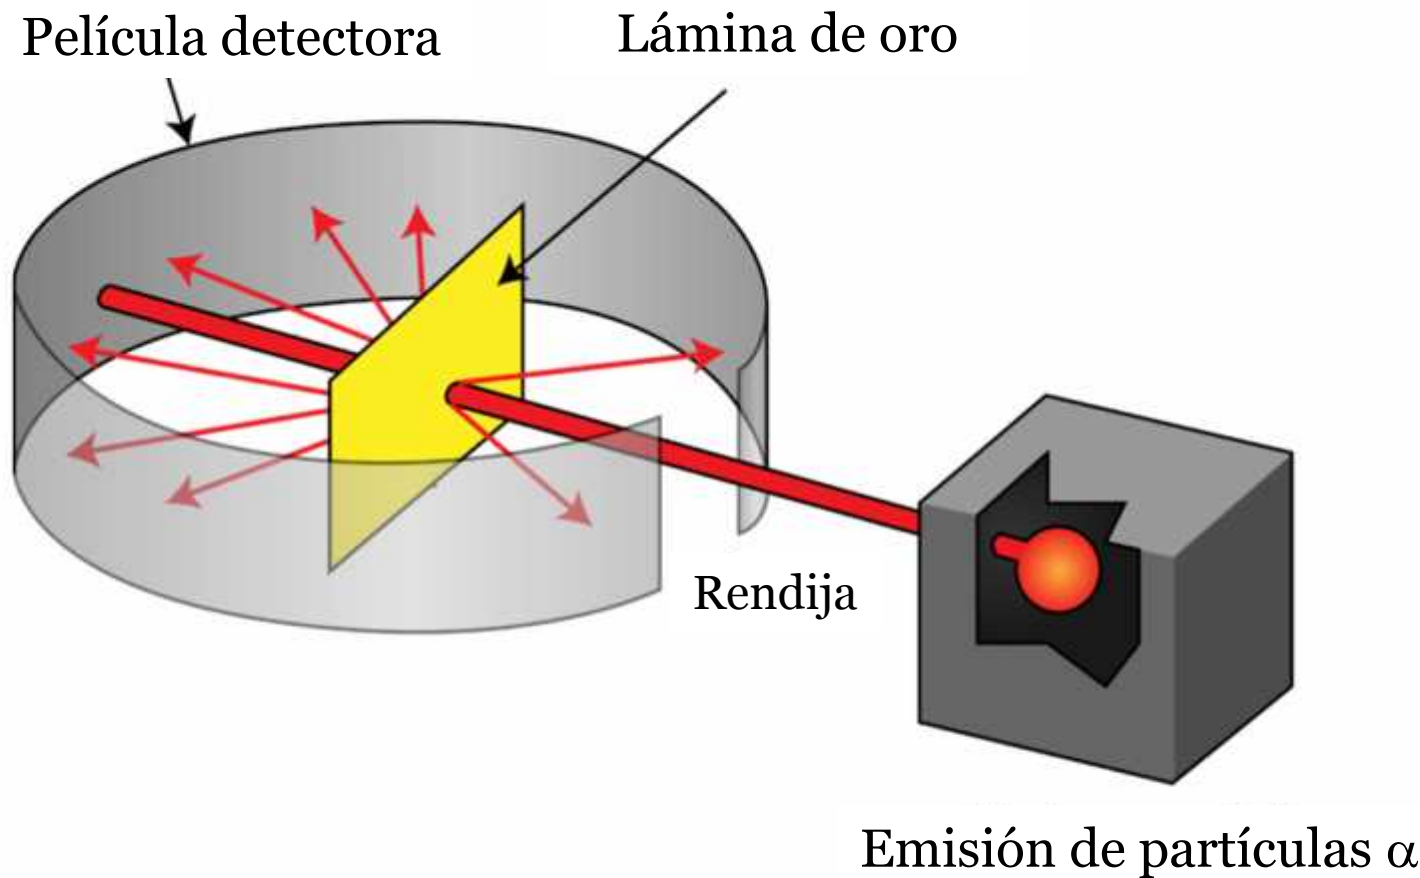 Película detectora
Lámina de oro
Rendija
Emisión de partículas α